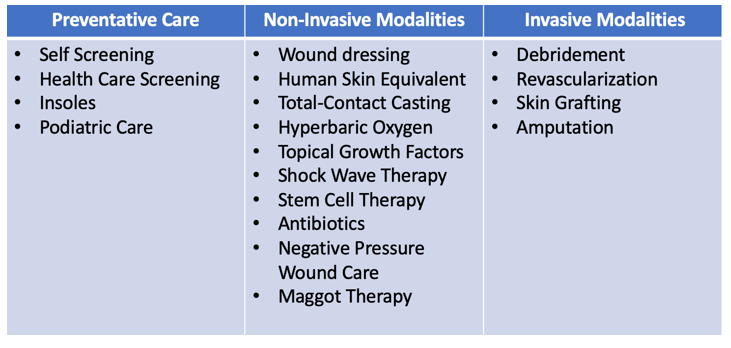 Preventative Care
• Self Screening
• Health Care Screening
• Insoles
• Podiatric Care
Non-Invasive Modalities
• Wound dressing
• Human Skin Equivalent
• Total-Contact Casting
• Hyperbaric Oxygen
• Topical Growth Factors
• Shock Wave Therapy
• Stem Cell Therapy
• Antibiotics
• Negative Pressure
Wound Care
• Maggot Therapy
Invasive Modalities
• Debridement
• Revascularization
• Skin Grafting
• Amputation